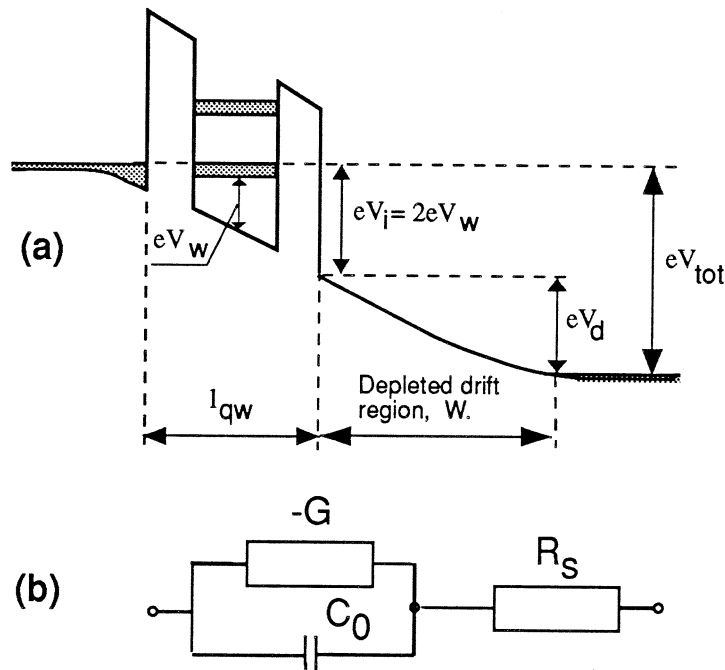 (a)
eV_w
eV_i = 2eV_w
eV_tot
eV_d
l_qw
Depleted drift
region, W.
(b)
-G
C_0
R_S